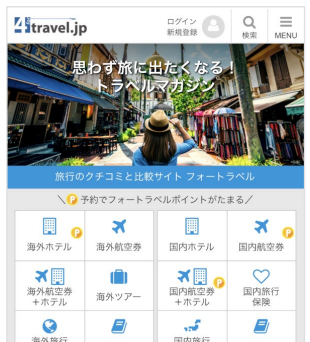 4travel.jp
ログイン
新規登録
検索
MENU
思わず旅に出たくなる！
トラベルマガジン
旅行のクチコミと比較サイト フォートラベル
＼ P 予約でフォートラベルポイントがたまる／
海外ホテル P
海外航空券
国内ホテル
国内航空券 P
海外航空券
＋ホテル
海外ツアー
国内航空券 P
＋ホテル
国内旅行
保険
海外旅行
国内旅行